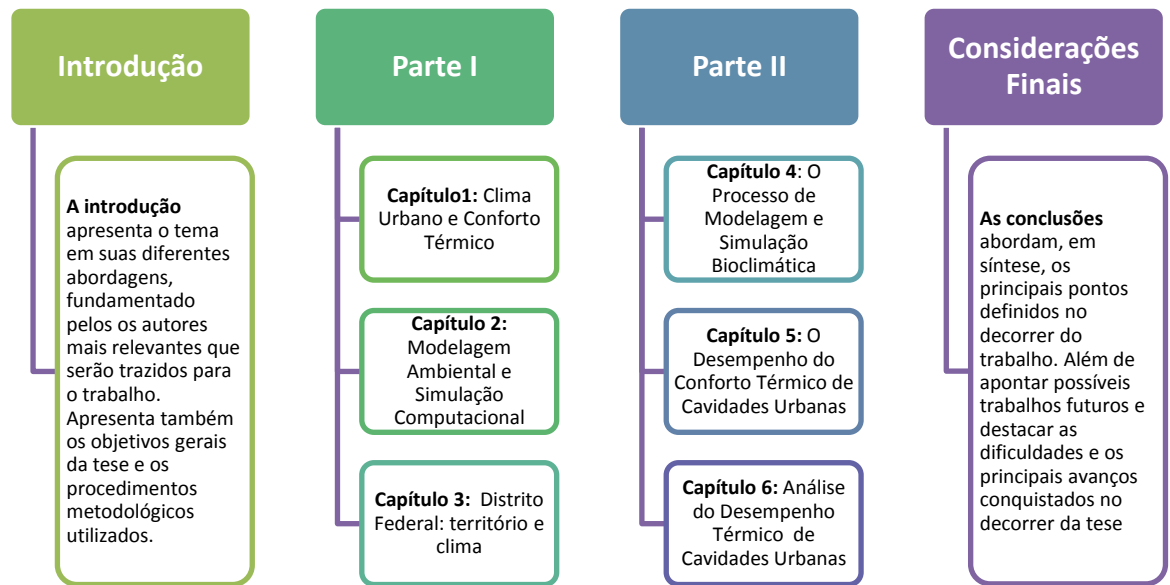 Introdução
A introdução
apresenta o tema
em suas diferentes
abordagens,
fundamentado
pelos os autores
mais relevantes que
serão trazidos para
o trabalho.
Apresenta também
os objetivos gerais
da tese e os
procedimentos
metodológicos
utilizados.
Parte I
Capítulo1: Clima
Urbano e Conforto
Térmico
Capítulo 2:
Modelagem
Ambiental e
Simulação
Computacional
Capítulo 3: Distrito
Federal: território e
clima
Parte II
Capítulo 4: O
Processo de
Modelagem e
Simulação
Bioclimática
Capítulo 5: O
Desempenho do
Conforto Térmico de
Cavidades Urbanas
Capítulo 6: Análise
do Desempenho
Térmico de
Cavidades Urbanas
Considerações
Finais
As conclusões
abordam, em
síntese, os
principais pontos
definidos no
decorrer do
trabalho. Além de
apontar possíveis
trabalhos futuros e
destacar as
dificuldades e os
principais avanços
conquistados no
decorrer da tese